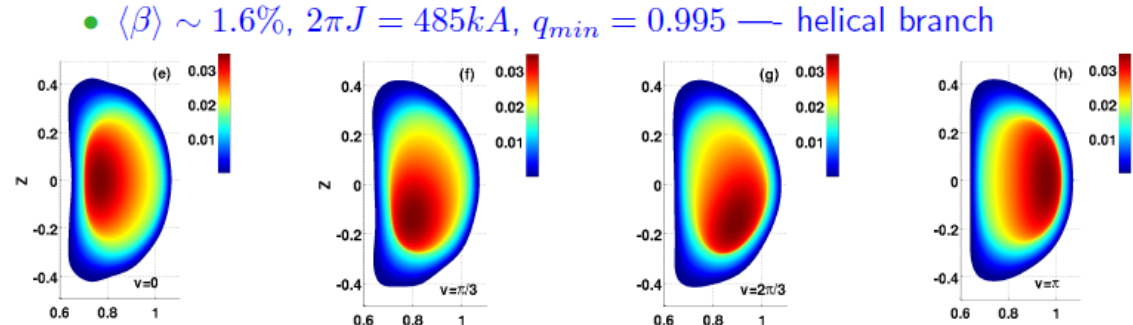 • ⟨β⟩ ∼ 1.6%, 2πJ = 485kA, q_min = 0.995 — helical branch
(e) (f) (g) (h)
0.4 0.4 0.4 0.4
0.03 0.03 0.03 0.03
0.2 0.2 0.2 0.2
0.02 0.02 0.02 0.02
0.01 0.01 0.01 0.01
Z 0 Z 0 Z 0 Z 0
-0.2 -0.2 -0.2 -0.2
-0.4 -0.4 -0.4 -0.4
v=0 v=π/3 v=2π/3 v=π
0.6 0.8 1 0.6 0.8 1 0.6 0.8 1 0.6 0.8 1